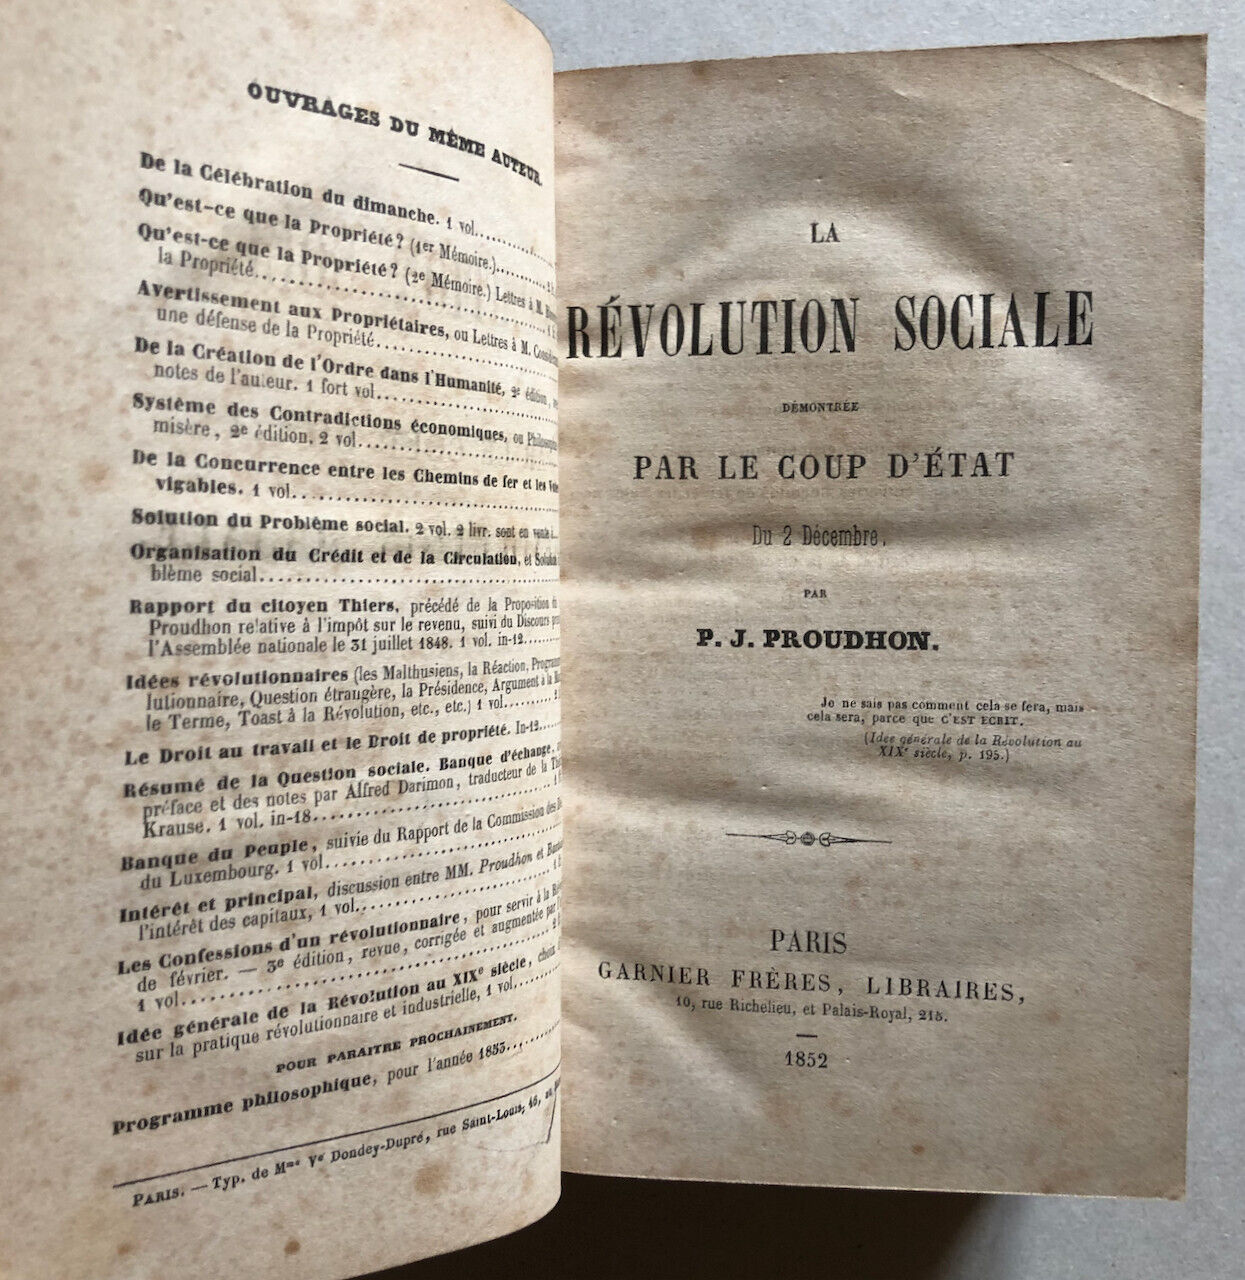 OUVRAGES DU MÊME AUTEUR.
De la Célébration du dimanche. 1 vol.
Qu'est-ce que la Propriété? (1er Mémoire.)
Qu'est-ce que la Propriété? (2e Mémoire.) Lettres à M.
la Propriété.
Avertissement aux Propriétaires, ou Lettres à M.
une défense de la Propriété.
De la Création de l'Ordre dans l'Humanité, 2e édition,
notes de l'auteur. 1 fort vol.
Système des Contradictions économiques, ou
misère, 2e édition, 2 vol.
De la Concurrence entre les Chemins de fer et les
vigables. 1 vol.
Solution du Problême social. 2 vol. 2 livr. sont en vente
Organisation du Crédit et de la Circulation, et
blème social
Rapport du citoyen Thiers, précédé de la Proposition
Proudhon relative à l'impôt sur le revenu, suivi du Discours
l'Assemblée nationale le 31 juillet 1848. 1 vol. in-12.
Idées révolutionnaires (les Malthusiens, la Réaction,
lutionnaire, Question étrangère, la Présidence, Argument à la
le Terme, Toast à la Révolution, etc., etc.) 1 vol.
Le Droit au travail et le Droit de propriété. In-12.
Résumé de la Question sociale. Banque d'échange,
préface et des notes par Alfred Darimon, traducteur de la
Krause. 1 vol. in-18.
Banque du Peuple, suivie du Rapport de la Commission des
du Luxembourg. 1 vol.
Intérêt et principal, discussion entre MM. Proudhon et
l'intérêt des capitaux, 1 vol.
Les Confessions d'un révolutionnaire, pour servir à la
de février. — 3e édition, revue, corrigée et augmentée par
1 vol.
Idée générale de la Révolution au XIXe siècle,
sur la pratique révolutionnaire et industrielle, 1 vol.
POUR PARAITRE PROCHAINEMENT.
Programme philosophique, pour l'année 1853.
PARIS. — Typ. de Mme Ve Dondey-Dupré, rue Saint-Louis, 46,
LA
RÉVOLUTION SOCIALE
DÉMONTRÉE
PAR LE COUP D'ÉTAT
Du 2 Décembre,
PAR
P. J. PROUDHON.
Je ne sais pas comment cela se fera, mais
cela sera, parce que C'EST ECRIT.
(Idée générale de la Révolution au
XIXe siècle, p. 195.)
PARIS
GARNIER FRÈRES, LIBRAIRES,
10, rue Richelieu, et Palais-Royal, 215.
1852